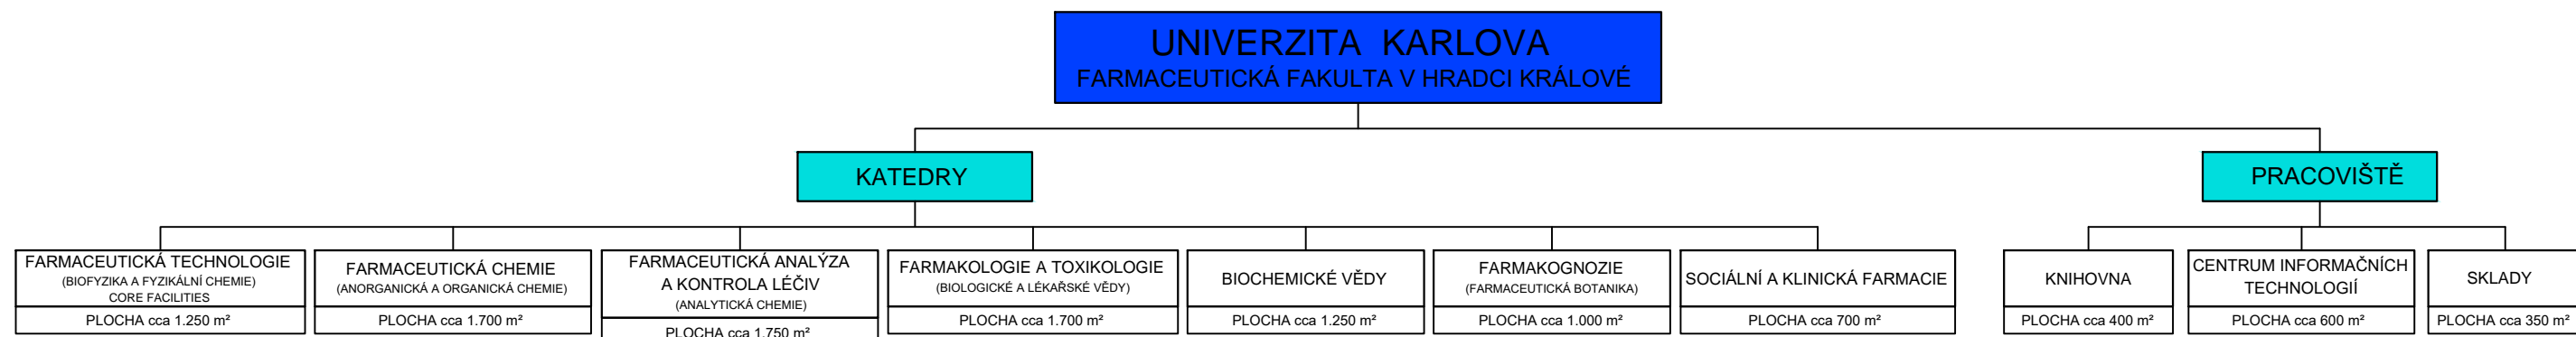 UNIVERZITA KARLOVA
FARMACEUTICKÁ FAKULTA V HRADCI KRÁLOVÉ
KATEDRY
PRACOVIŠTĚ
FARMACEUTICKÁ TECHNOLOGIE
(BIOFYZIKA A FYZIKÁLNÍ CHEMIE)
CORE FACILITIES
PLOCHA cca 1.250 m²
FARMACEUTICKÁ CHEMIE
(ANORGANICKÁ A ORGANICKÁ CHEMIE)
PLOCHA cca 1.700 m²
FARMACEUTICKÁ ANALÝZA
A KONTROLA LÉČIV
(ANALYTICKÁ CHEMIE)
PLOCHA cca 1.750 m²
FARMAKOLOGIE A TOXIKOLOGIE
(BIOLOGICKÉ A LÉKAŘSKÉ VĚDY)
PLOCHA cca 1.700 m²
BIOCHEMICKÉ VĚDY
PLOCHA cca 1.250 m²
FARMAKOGNOZIE
(FARMACEUTICKÁ BOTANIKA)
PLOCHA cca 1.000 m²
SOCIÁLNÍ A KLINICKÁ FARMACIE
PLOCHA cca 700 m²
KNIHOVNA
PLOCHA cca 400 m²
CENTRUM INFORMAČNÍCH
TECHNOLOGIÍ
PLOCHA cca 600 m²
SKLADY
PLOCHA cca 350 m²